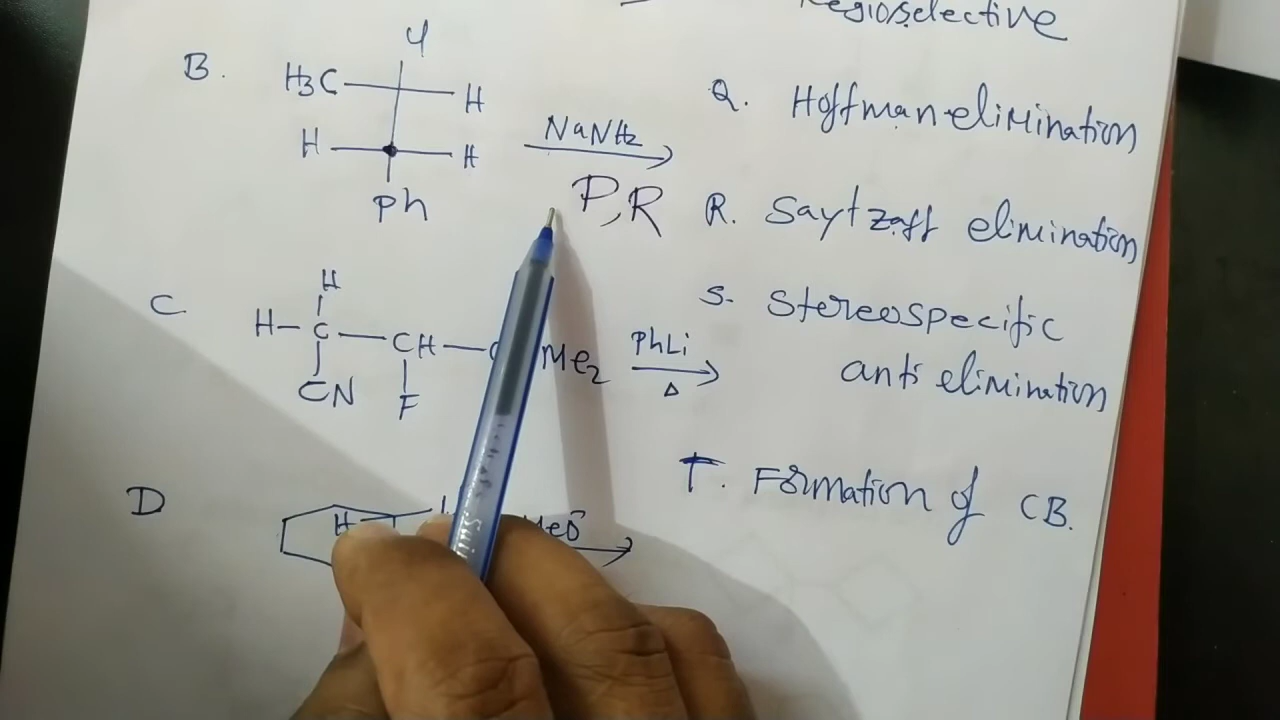 Regioselective
B.
Cl
H3C H
H H
Ph
NaNH2
P,R
Q. Hoffman elimination
R. Saytzaff elimination
C.
H
H-C-CH-
CN F
Me2
PhLi
Δ
S. Stereospecific
anti elimination
D
H
MeO-
T. Formation of CB.